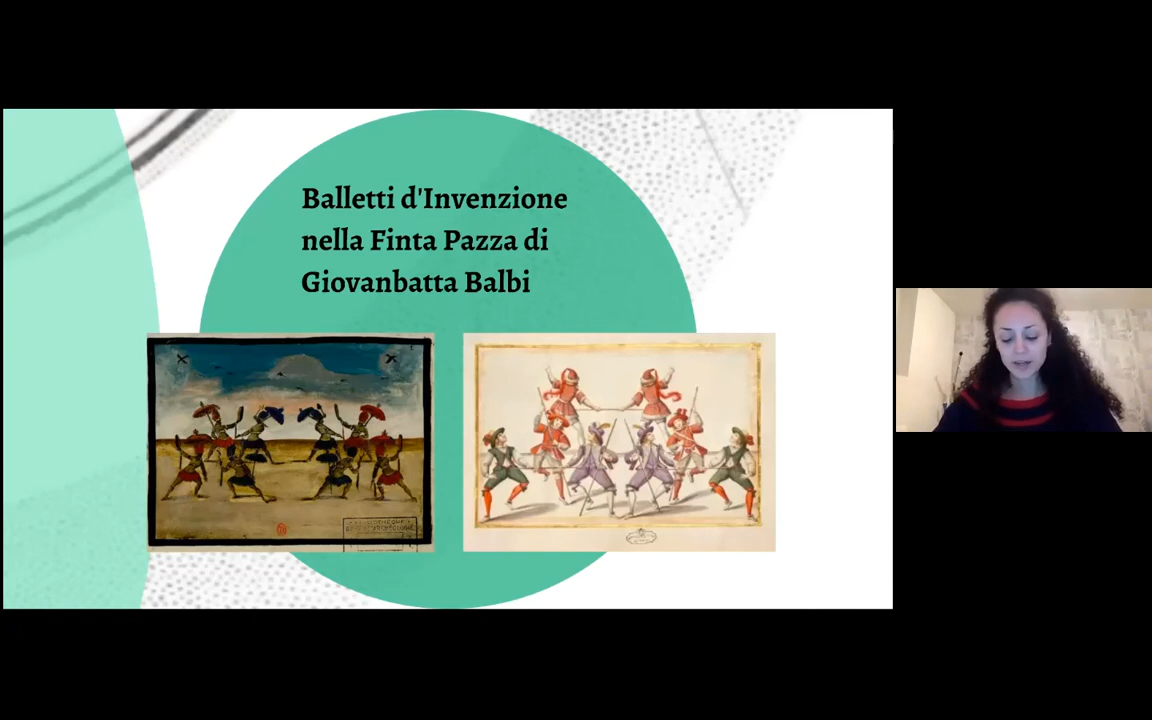 Balletti d'Invenzione
nella Finta Pazza di
Giovanbatta Balbi